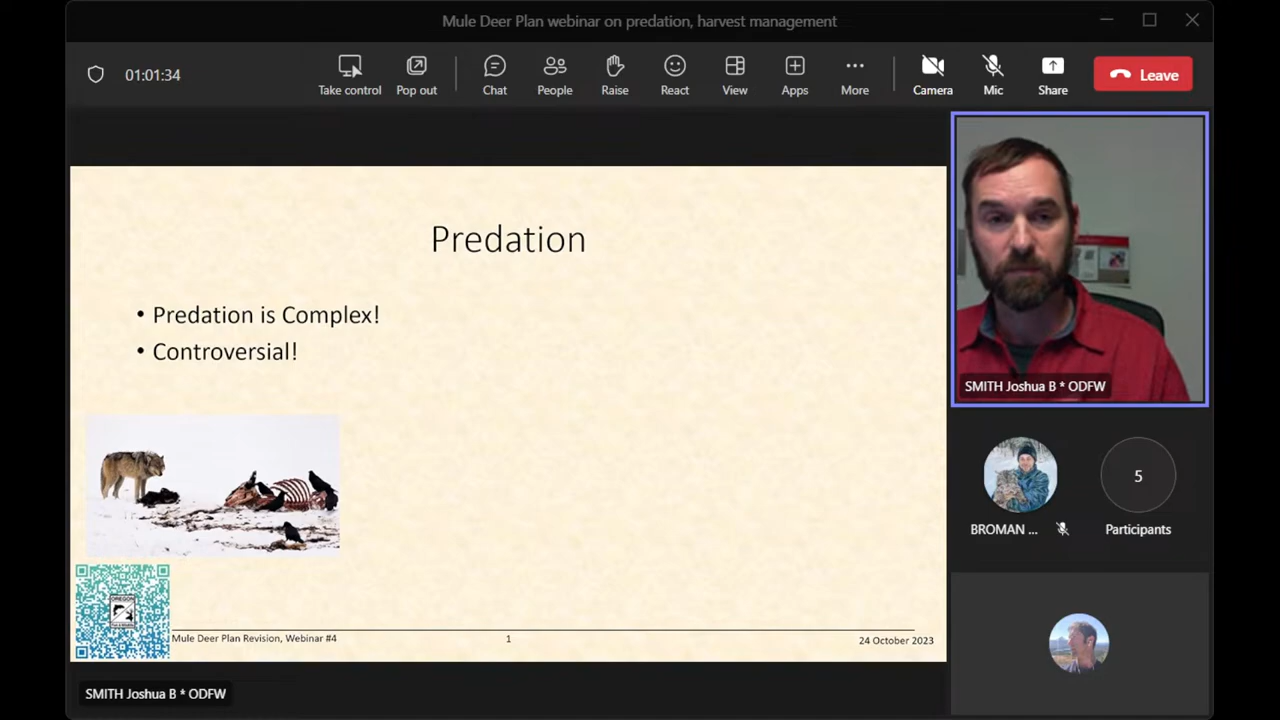 Mule Deer Plan webinar on predation, harvest management
01:01:34
Take control
Pop out
Chat
People
Raise
React
View
Apps
More
Camera
Mic
Share
Leave
Predation
• Predation is Complex!
• Controversial!
OREGON
Mule Deer Plan Revision, Webinar #4
1
24 October 2023
SMITH Joshua B * ODFW
SMITH Joshua B * ODFW
BROMAN ...
5
Participants